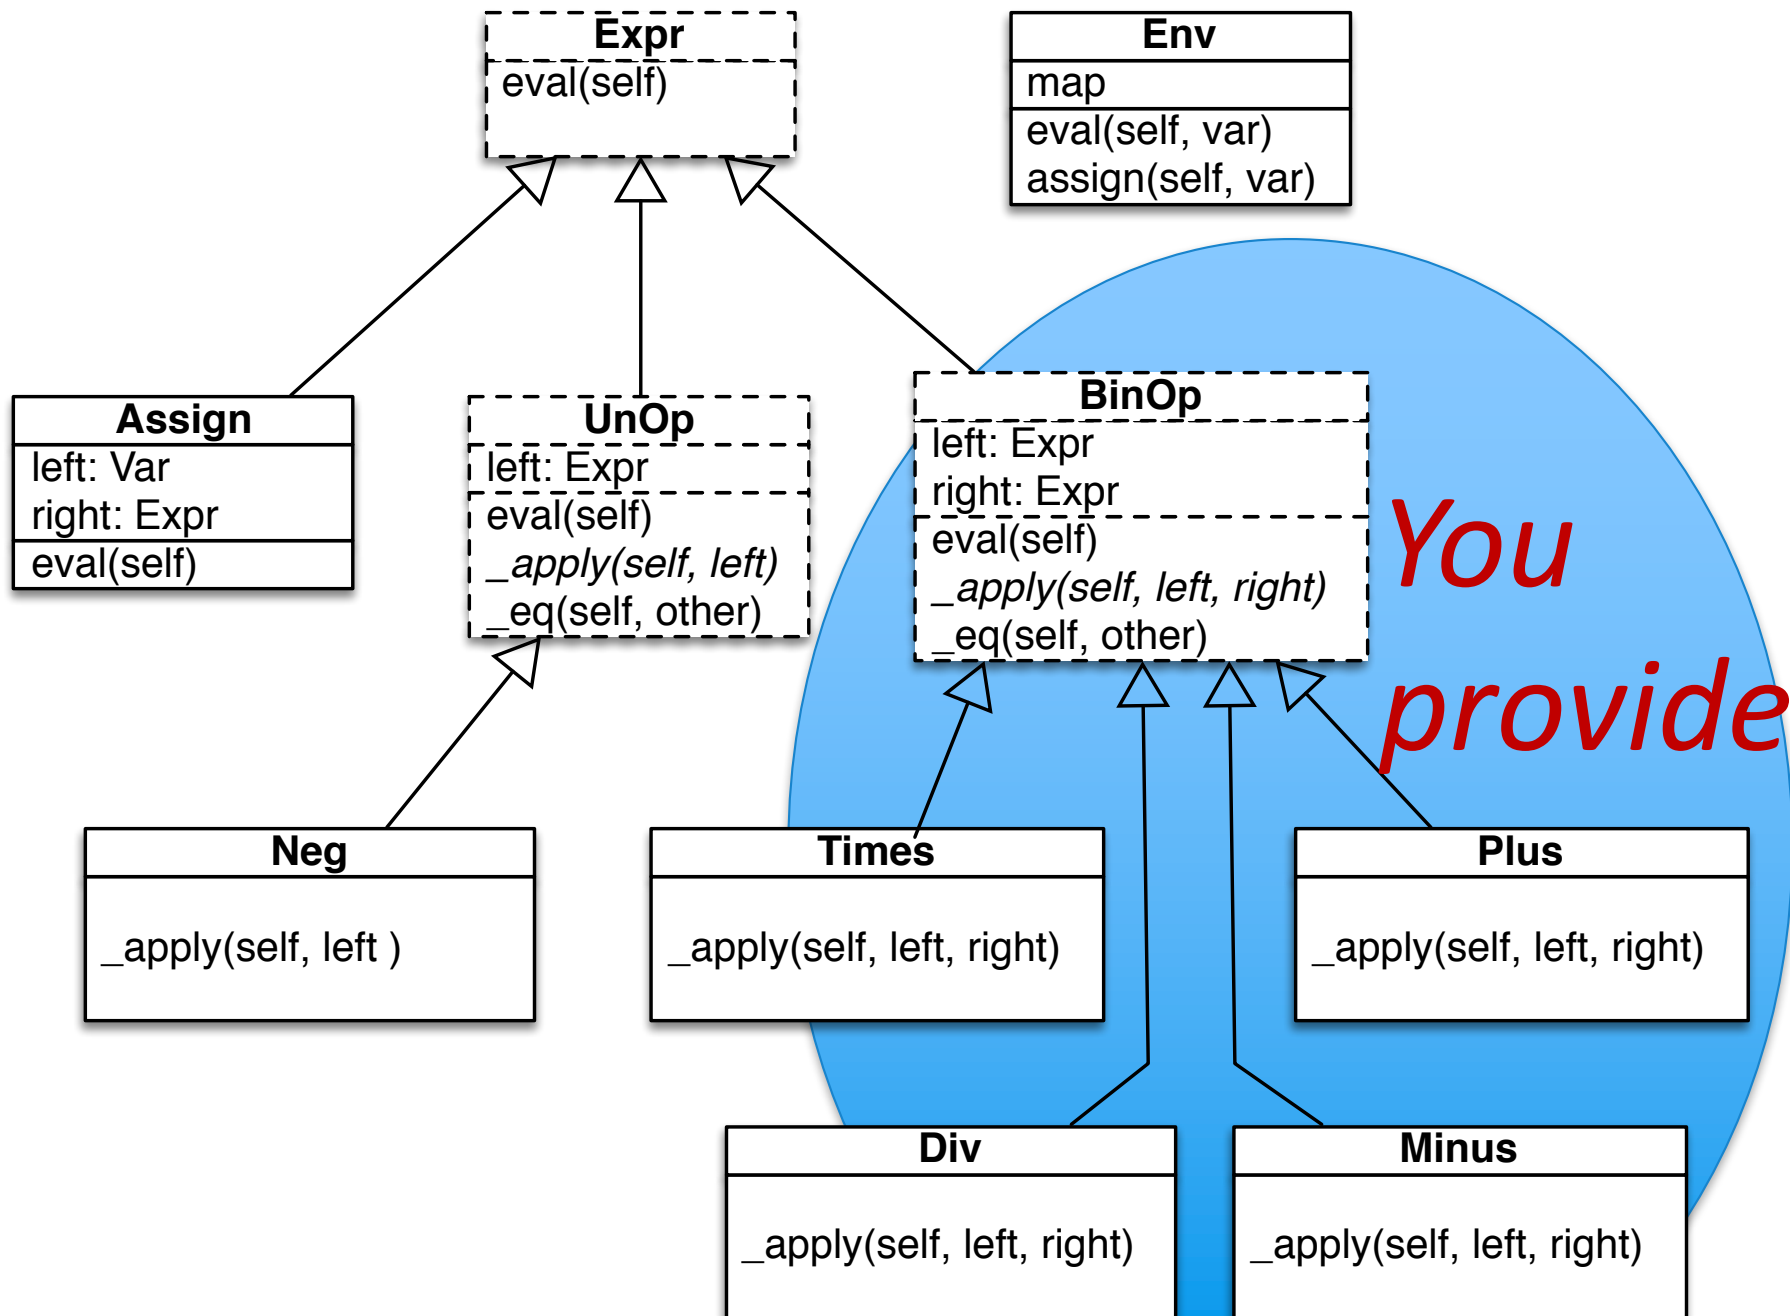 Expr
eval(self)
Env
map
eval(self, var)
assign(self, var)
Assign
left: Var
right: Expr
eval(self)
UnOp
left: Expr
eval(self)
_apply(self, left)
_eq(self, other)
BinOp
left: Expr
right: Expr
eval(self)
_apply(self, left, right)
_eq(self, other)
You
provide
Neg
_apply(self, left )
Times
_apply(self, left, right)
Plus
_apply(self, left, right)
Div
_apply(self, left, right)
Minus
_apply(self, left, right)